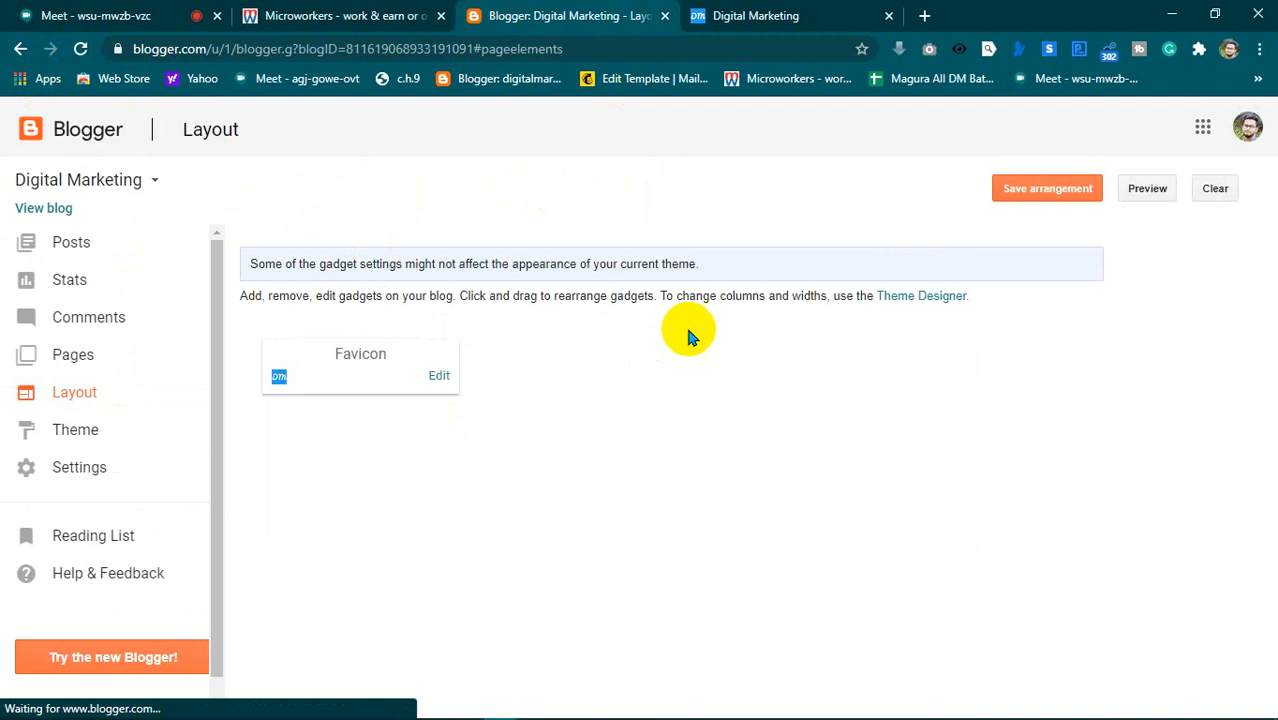 Meet - wsu-mwzb-vzc
Microworkers - work & earn or o
Blogger: Digital Marketing - Layo
Digital Marketing
blogger.com/u/1/blogger.g?blogID=811619068933191091#pageelements
302
Apps
Web Store
Yahoo
Meet - agj-gowe-ovt
c.h.9
Blogger: digitalmar...
Edit Template | Mail...
Microworkers - wor...
Magura All DM Bat...
Meet - wsu-mwzb-...
Blogger
Layout
Digital Marketing
View blog
Save arrangement
Preview
Clear
Posts
Stats
Comments
Pages
Layout
Theme
Settings
Reading List
Help & Feedback
Try the new Blogger!
Some of the gadget settings might not affect the appearance of your current theme.
Add, remove, edit gadgets on your blog. Click and drag to rearrange gadgets. To change columns and widths, use the Theme Designer.
Favicon
DM
Edit
Waiting for www.blogger.com...